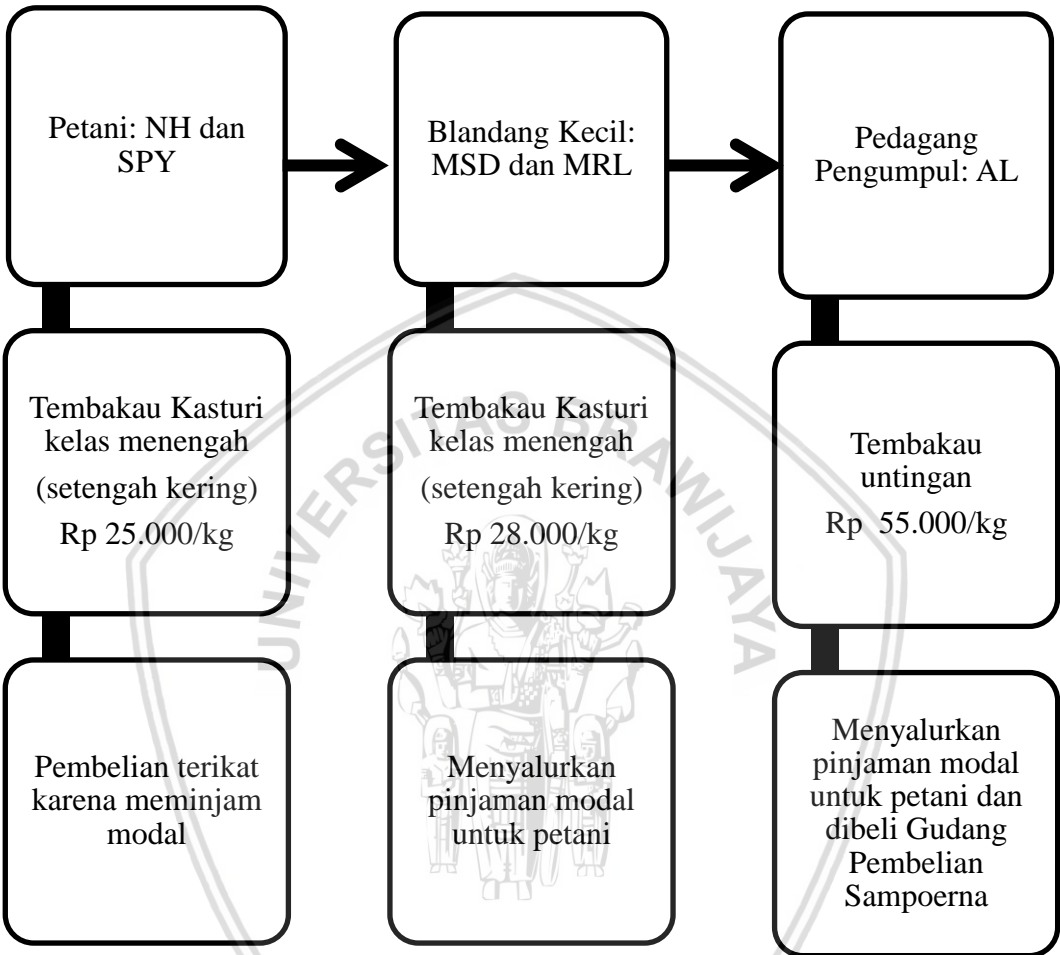 Petani: NH dan
SPY
Blandang Kecil:
MSD dan MRL
Pedagang
Pengumpul: AL
Tembakau Kasturi
kelas menengah
(setengah kering)
Rp 25.000/kg
Tembakau Kasturi
kelas menengah
(setengah kering)
Rp 28.000/kg
Tembakau
untingan
Rp 55.000/kg
Pembelian terikat
karena meminjam
modal
Menyalurkan
pinjaman modal
untuk petani
Menyalurkan
pinjaman modal
untuk petani dan
dibeli Gudang
Pembelian
Sampoerna
UNIVERSITAS BRAWIJAYA